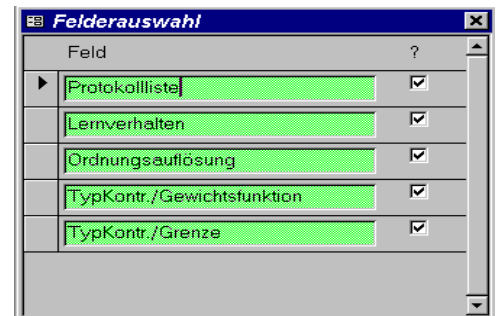 Felderauswahl
Feld ?
Protokollliste
Lernverhalten
Ordnungsauflösung
TypKontr./Gewichtsfunktion
TypKontr./Grenze